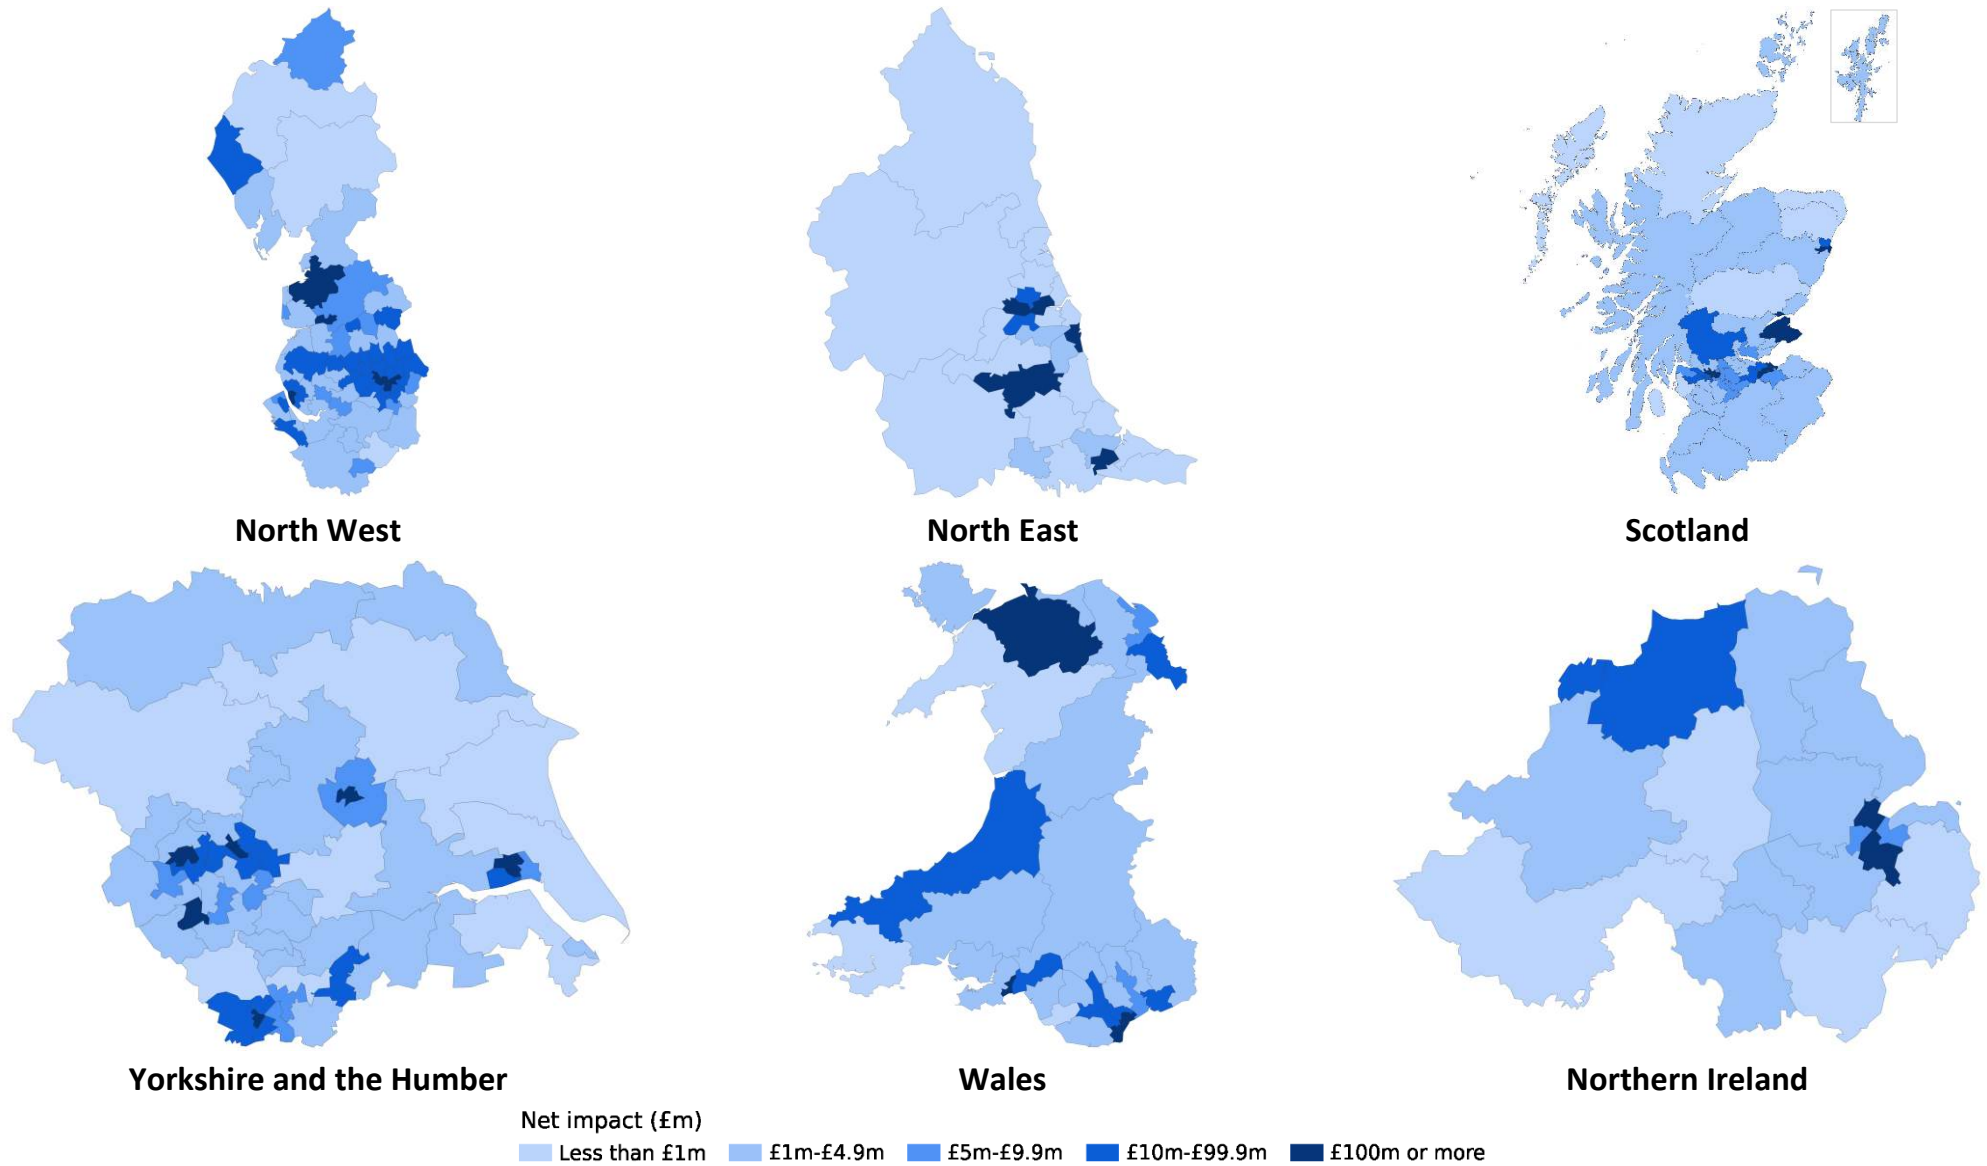 North West
North East
Scotland
Yorkshire and the Humber
Wales
Northern Ireland
Net impact (£m)
Less than £1m
£1m-£4.9m
£5m-£9.9m
£10m-£99.9m
£100m or more